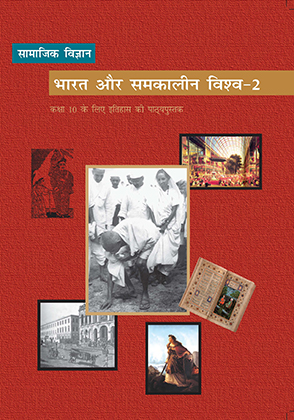 सामाजिक विज्ञान
भारत और समकालीन विश्व-2
कक्षा 10 के लिए इतिहास की पाठ्यपुस्तक